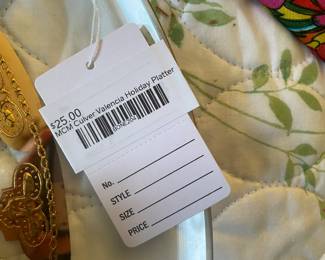 $25.00
MCM Culver Valencia Holiday Platter
No.
STYLE
SIZE
PRICE